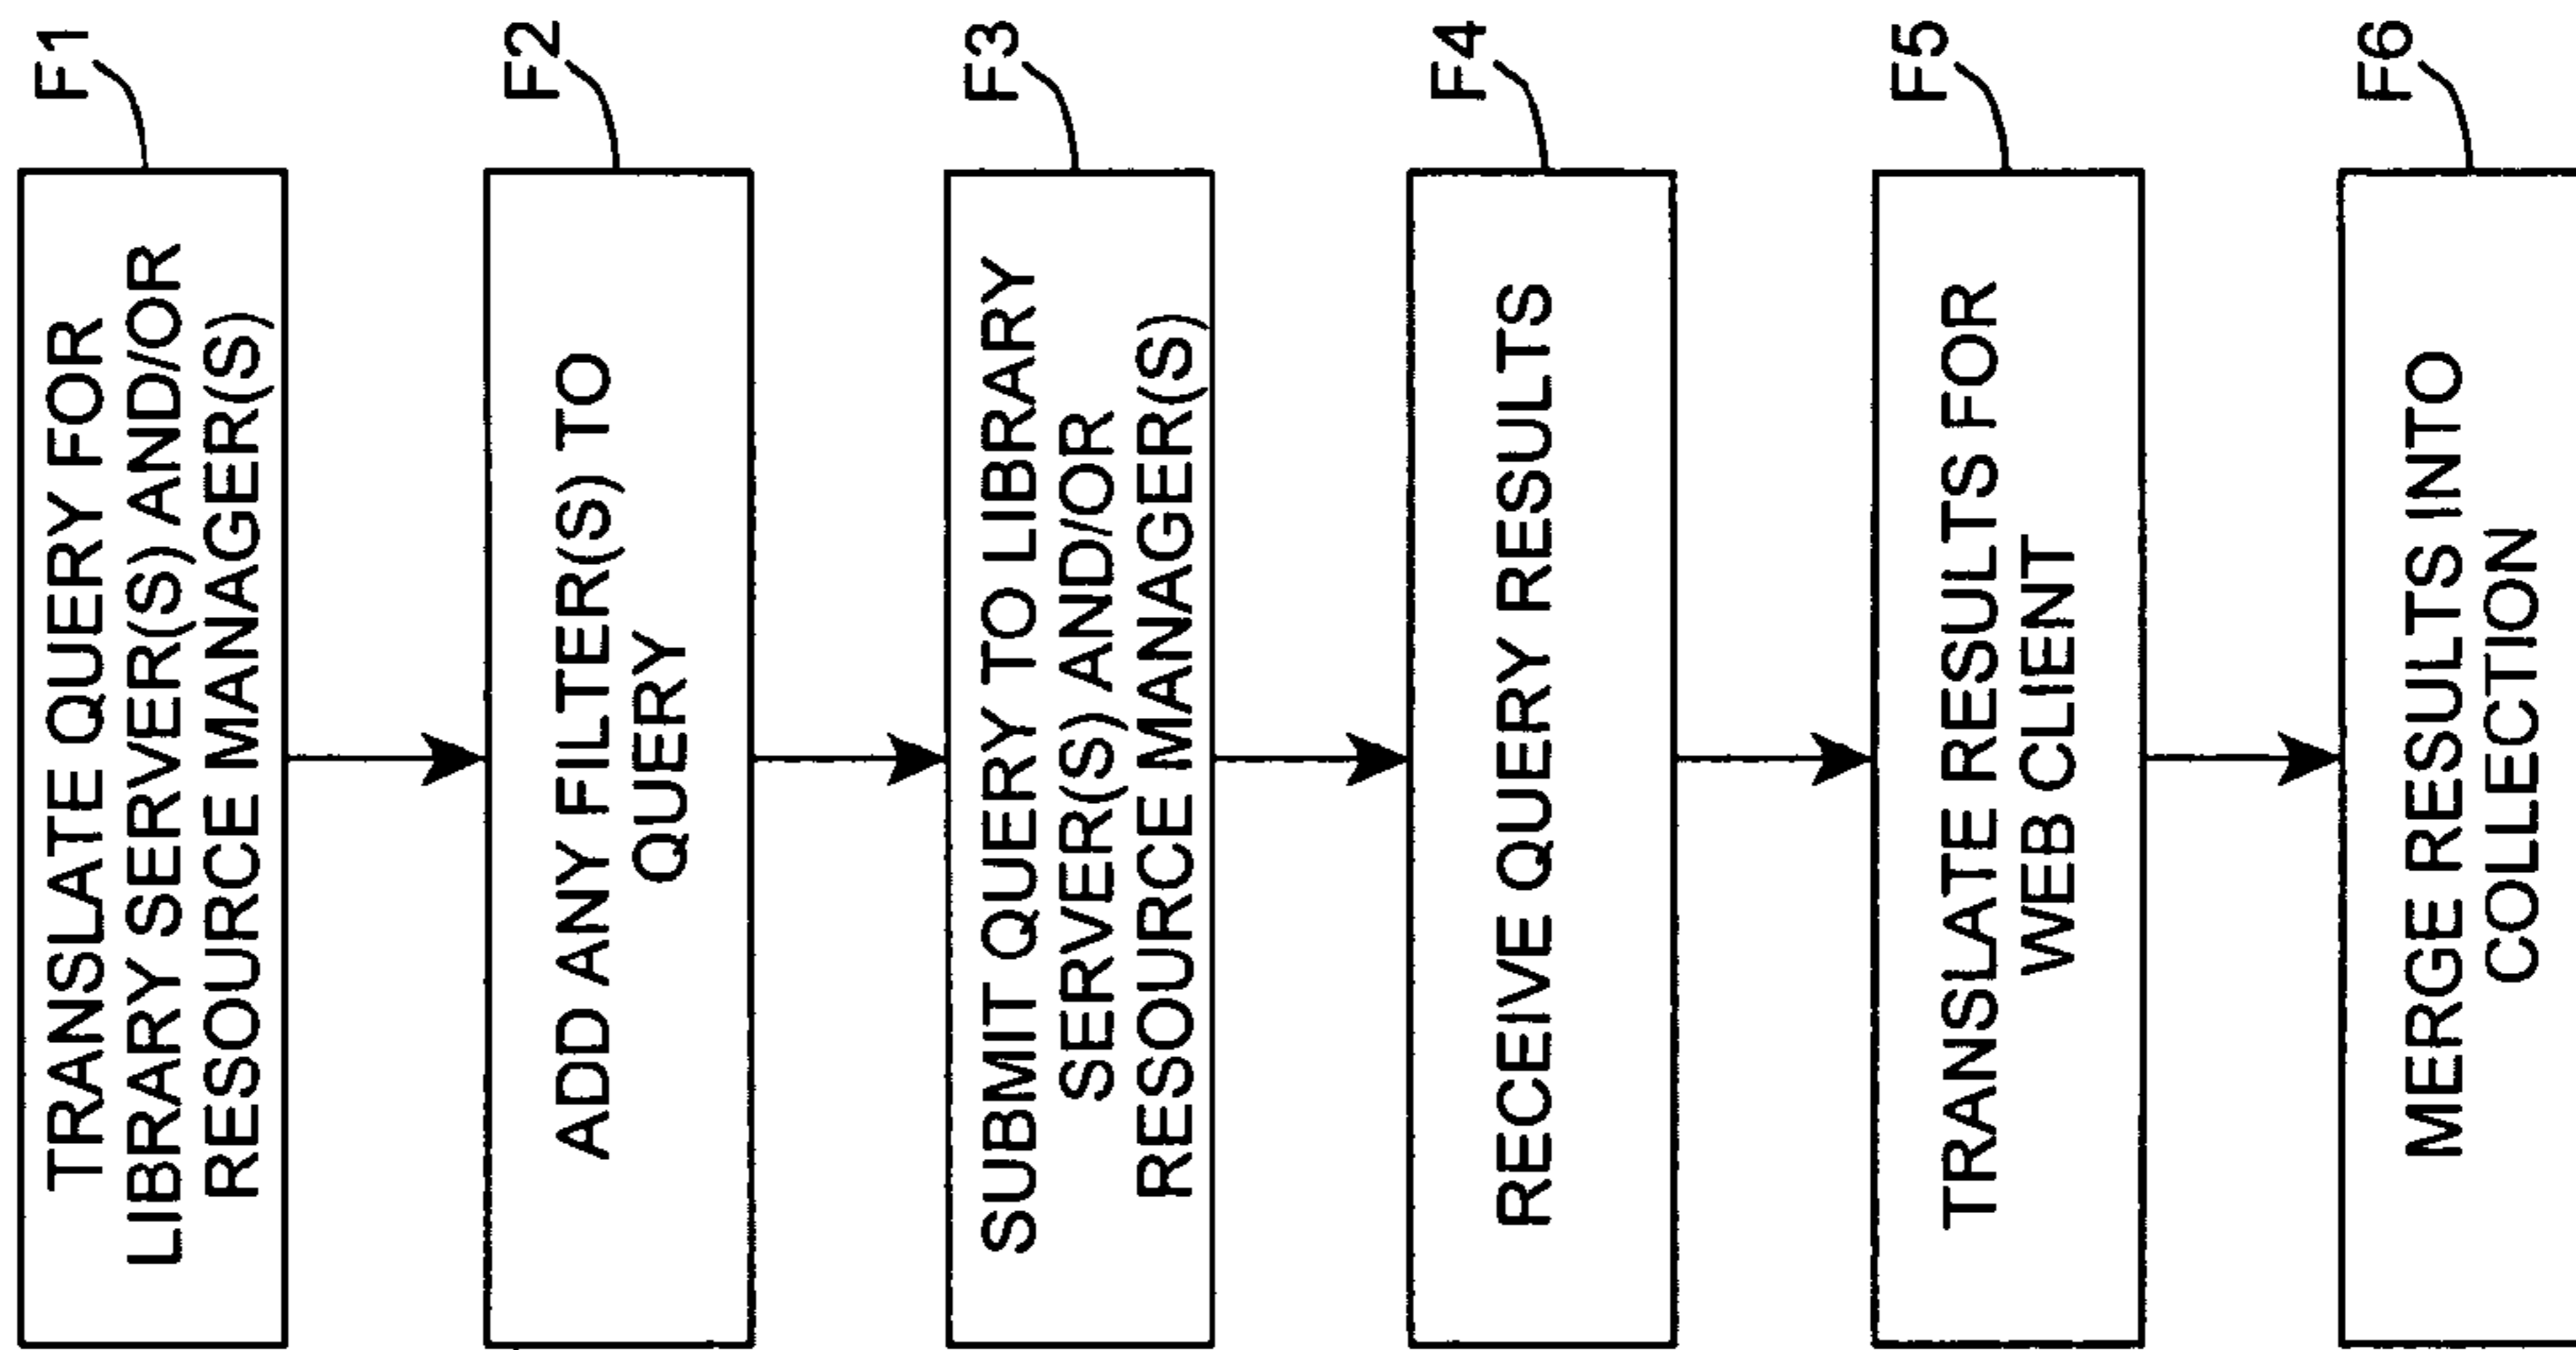 F1
TRANSLATE QUERY FOR
LIBRARY SERVER(S) AND/OR
RESOURCE MANAGER(S)
F2
ADD ANY FILTER(S) TO
QUERY
F3
SUBMIT QUERY TO LIBRARY
SERVER(S) AND/OR
RESOURCE MANAGER(S)
F4
RECEIVE QUERY RESULTS
F5
TRANSLATE RESULTS FOR
WEB CLIENT
F6
MERGE RESULTS INTO
COLLECTION